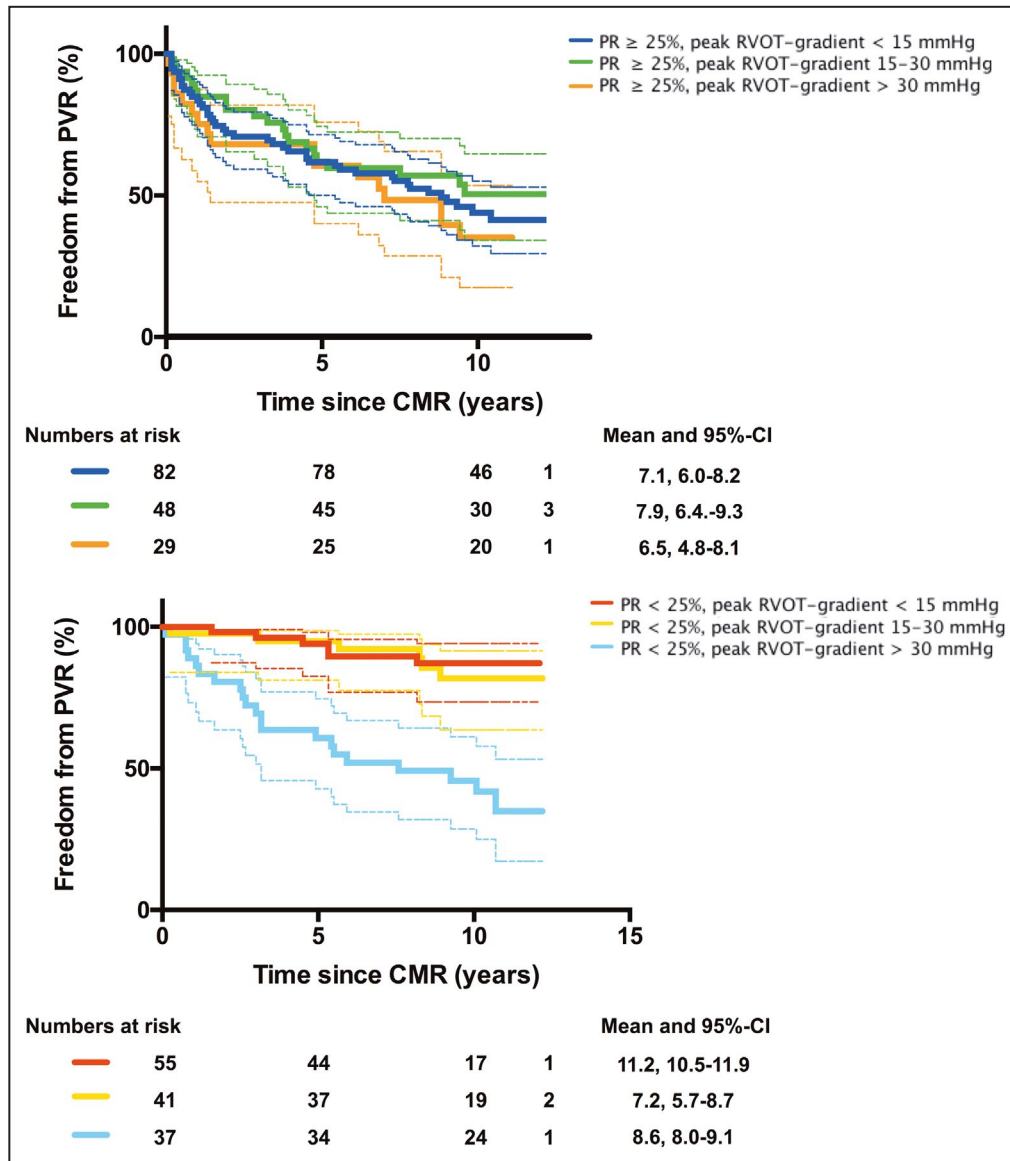 PR ≥ 25%, peak RVOT-gradient < 15 mmHg
PR ≥ 25%, peak RVOT-gradient 15-30 mmHg
PR ≥ 25%, peak RVOT-gradient > 30 mmHg
Freedom from PVR (%)
100
50
0
0 5 10
Time since CMR (years)
Numbers at risk Mean and 95%-CI
82 78 46 1 7.1, 6.0-8.2
48 45 30 3 7.9, 6.4.-9.3
29 25 20 1 6.5, 4.8-8.1
PR < 25%, peak RVOT-gradient < 15 mmHg
PR < 25%, peak RVOT-gradient 15-30 mmHg
PR < 25%, peak RVOT-gradient > 30 mmHg
Freedom from PVR (%)
100
50
0
0 5 10 15
Time since CMR (years)
Numbers at risk Mean and 95%-CI
55 44 17 1 11.2, 10.5-11.9
41 37 19 2 7.2, 5.7-8.7
37 34 24 1 8.6, 8.0-9.1